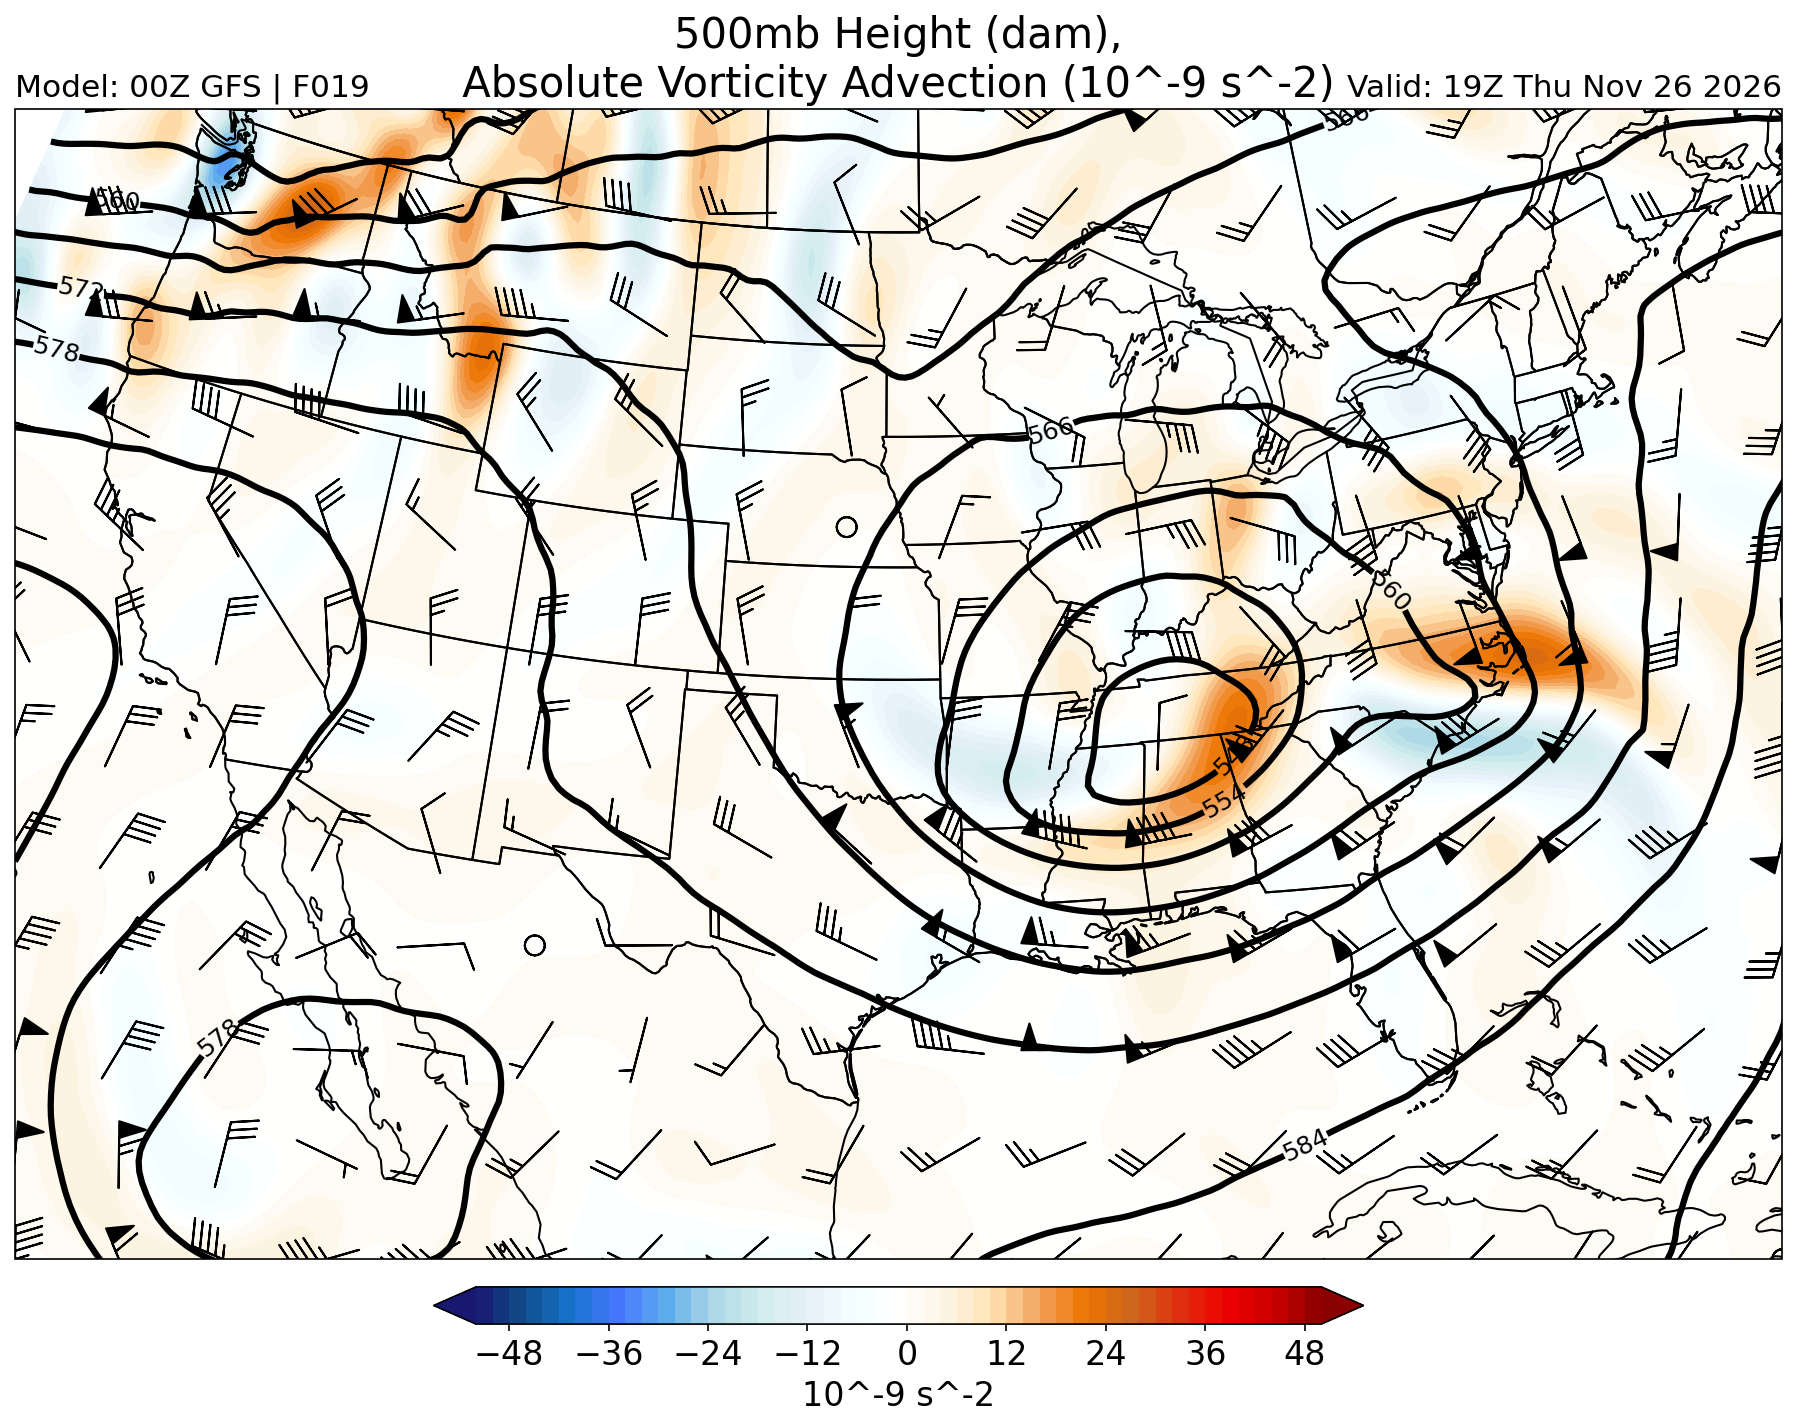 500mb Height (dam),
Model: 00Z GFS | F019 Absolute Vorticity Advection (10^-9 s^-2) Valid: 19Z Thu Nov 26 2026
566
560
572
578
566
560
554
578
584
−48 −36 −24 −12 0 12 24 36 48
10^-9 s^-2